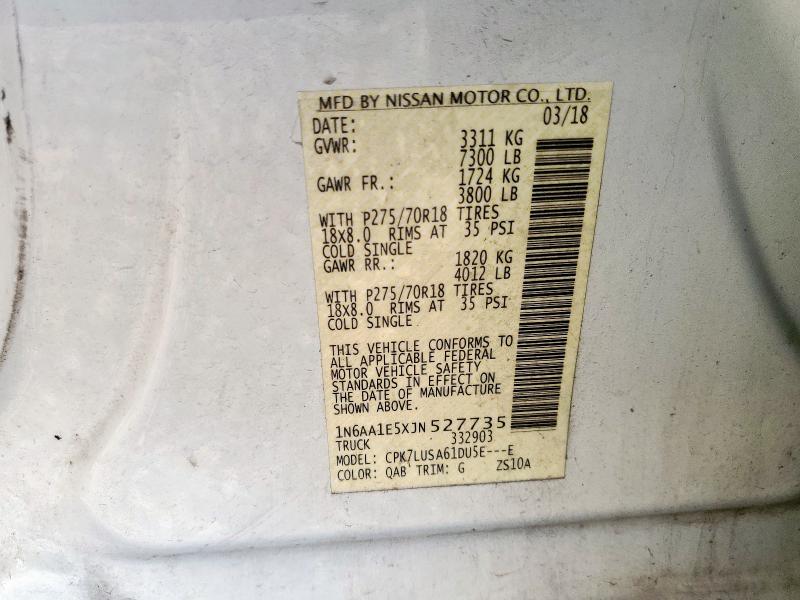 MFD BY NISSAN MOTOR CO., LTD.
DATE: 03/18
GVWR: 3311 KG
7300 LB
GAWR FR.: 1724 KG
3800 LB
WITH P275/70R18 TIRES
18X8.0 RIMS AT 35 PSI
COLD SINGLE
GAWR RR.: 1820 KG
4012 LB
WITH P275/70R18 TIRES
18X8.0 RIMS AT 35 PSI
COLD SINGLE
THIS VEHICLE CONFORMS TO
ALL APPLICABLE FEDERAL
MOTOR VEHICLE SAFETY
STANDARDS IN EFFECT ON
THE DATE OF MANUFACTURE
SHOWN ABOVE.
1N6AA1E5XJN527735
TRUCK 332903
MODEL: CPK7LUSA61DU5E---E
COLOR: QAB TRIM: G ZS10A